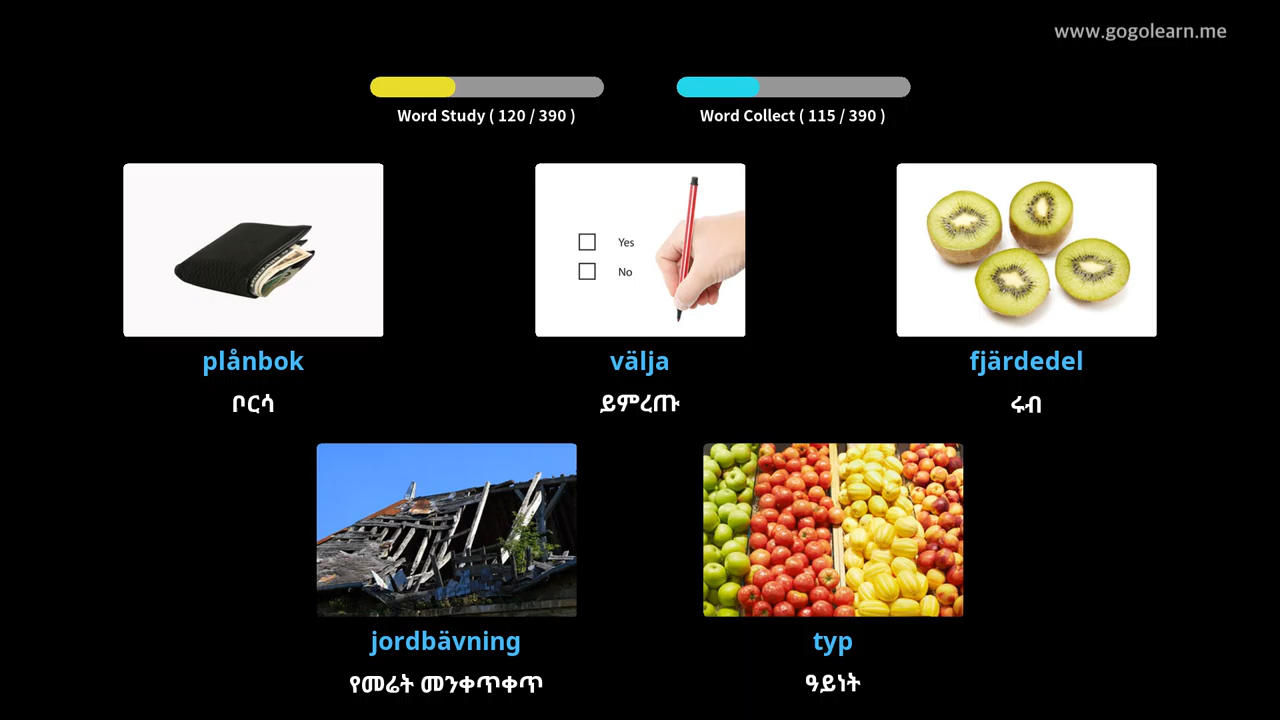 www.gogolearn.me
Word Study ( 120 / 390 )
Word Collect ( 115 / 390 )
Yes
No
plånbok
välja
fjärdedel
ቦርሳ
ይምረጡ
ሩብ
jordbävning
typ
የመሬት መንቀጥቀጥ
ዓይነት